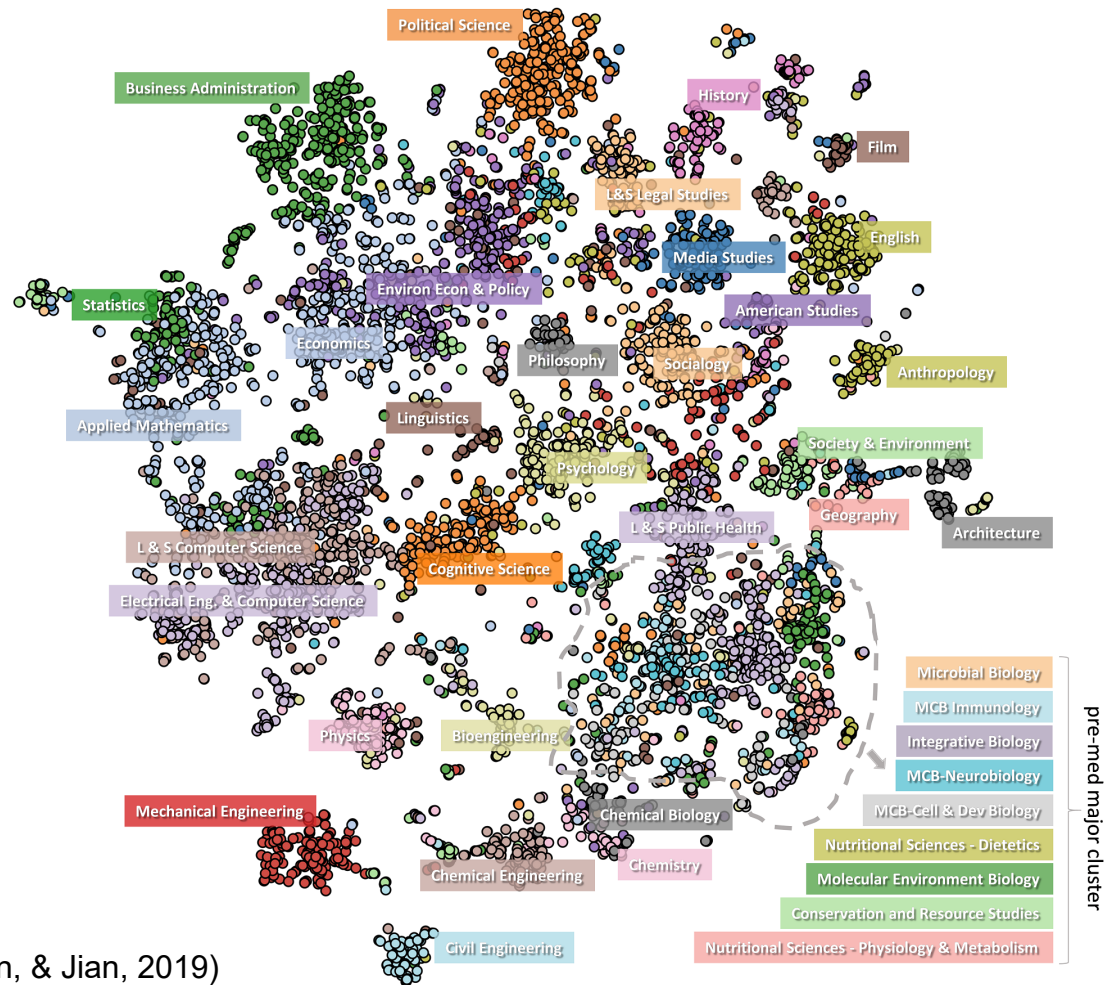 Political Science
Business Administration
History
Film
L&S Legal Studies
English
Media Studies
Environ Econ & Policy
Statistics
American Studies
Economics
Philosophy
Socialogy
Anthropology
Linguistics
Applied Mathematics
Society & Environment
Psychology
Geography
L & S Public Health
Architecture
L & S Computer Science
Cognitive Science
Electrical Eng. & Computer Science
Microbial Biology
MCB Immunology
Physics
Bioengineering
Integrative Biology
MCB-Neurobiology
Mechanical Engineering
Chemical Biology
MCB-Cell & Dev Biology
Nutritional Sciences - Dietetics
Chemistry
Chemical Engineering
Molecular Environment Biology
Conservation and Resource Studies
Civil Engineering
Nutritional Sciences - Physiology & Metabolism
pre-med major cluster
n, & Jian, 2019)